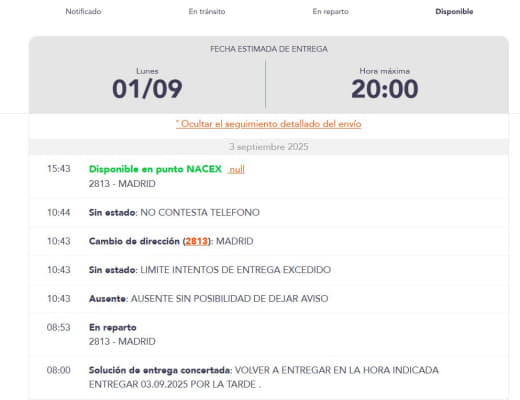 Notificado En tránsito En reparto Disponible
FECHA ESTIMADA DE ENTREGA
Lunes Hora máxima
01/09 20:00
ˆ Ocultar el seguimiento detallado del envío
3 septiembre 2025
15:43 Disponible en punto NACEX null
2813 - MADRID
10:44 Sin estado: NO CONTESTA TELEFONO
10:43 Cambio de dirección (2813): MADRID
10:43 Sin estado: LIMITE INTENTOS DE ENTREGA EXCEDIDO
10:43 Ausente: AUSENTE SIN POSIBILIDAD DE DEJAR AVISO
08:53 En reparto
2813 - MADRID
08:00 Solución de entrega concertada: VOLVER A ENTREGAR EN LA HORA INDICADA
ENTREGAR 03.09.2025 POR LA TARDE .